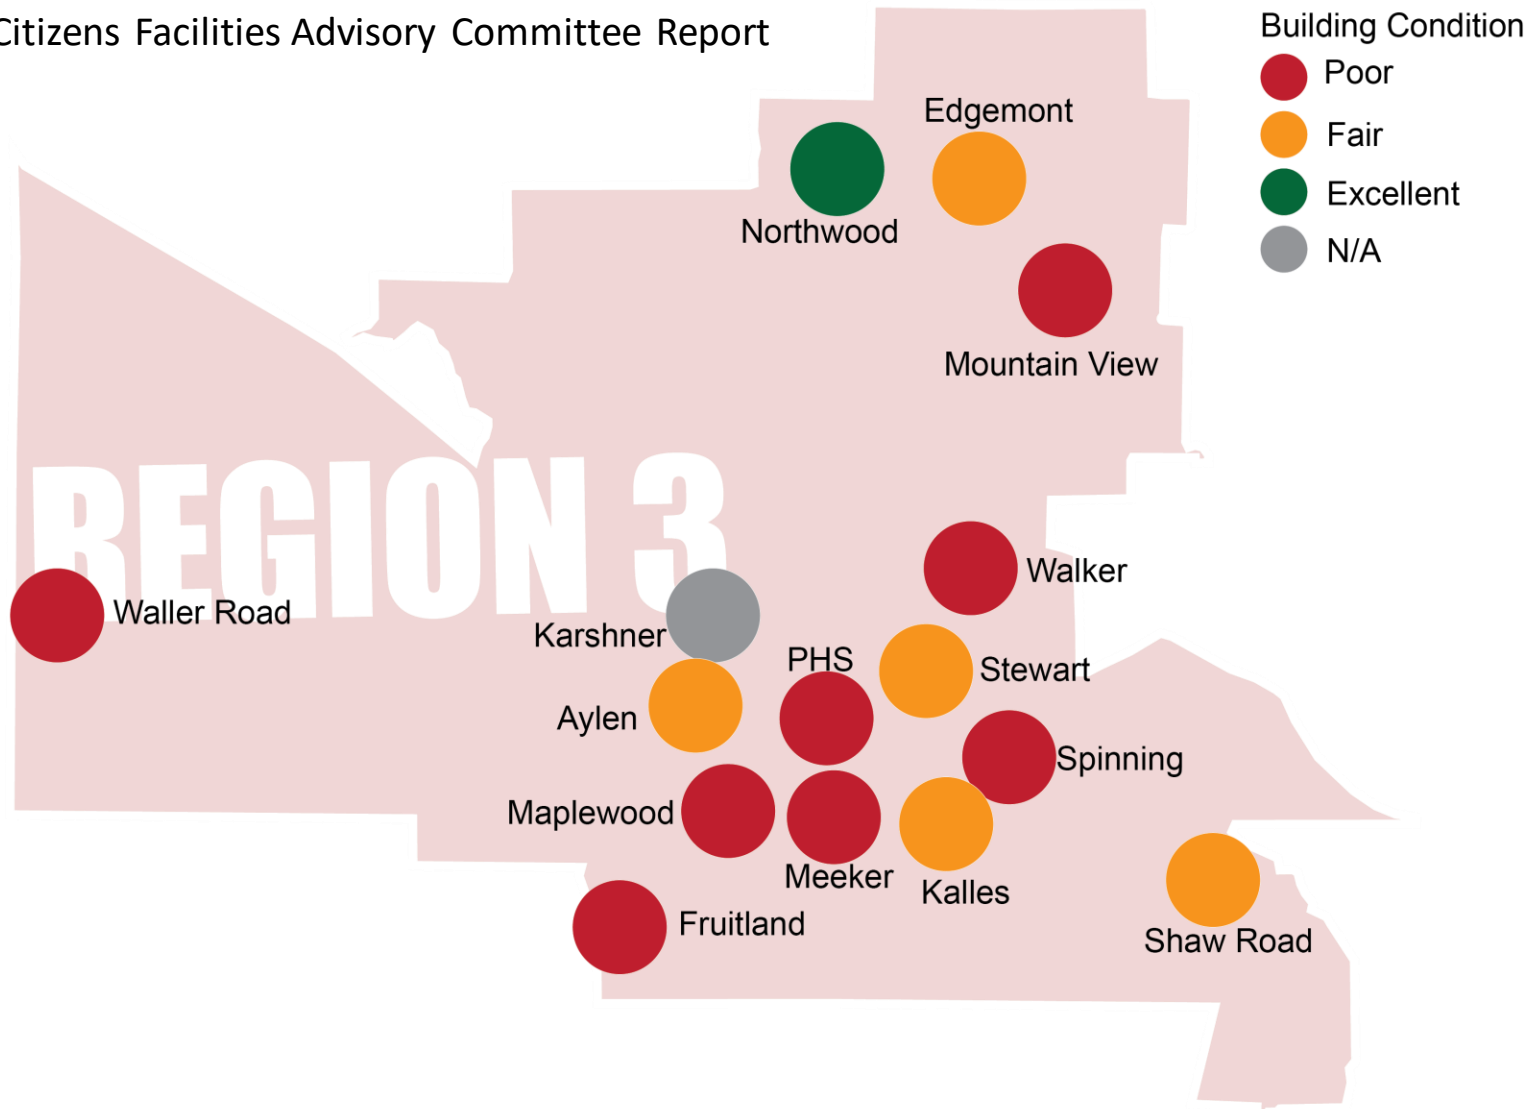 Citizens Facilities Advisory Committee Report
Building Condition
Poor
Fair
Excellent
N/A
Edgemont
Northwood
Mountain View
REGION 3
Walker
Waller Road
Karshner
PHS
Stewart
Aylen
Spinning
Maplewood
Meeker
Kalles
Fruitland
Shaw Road